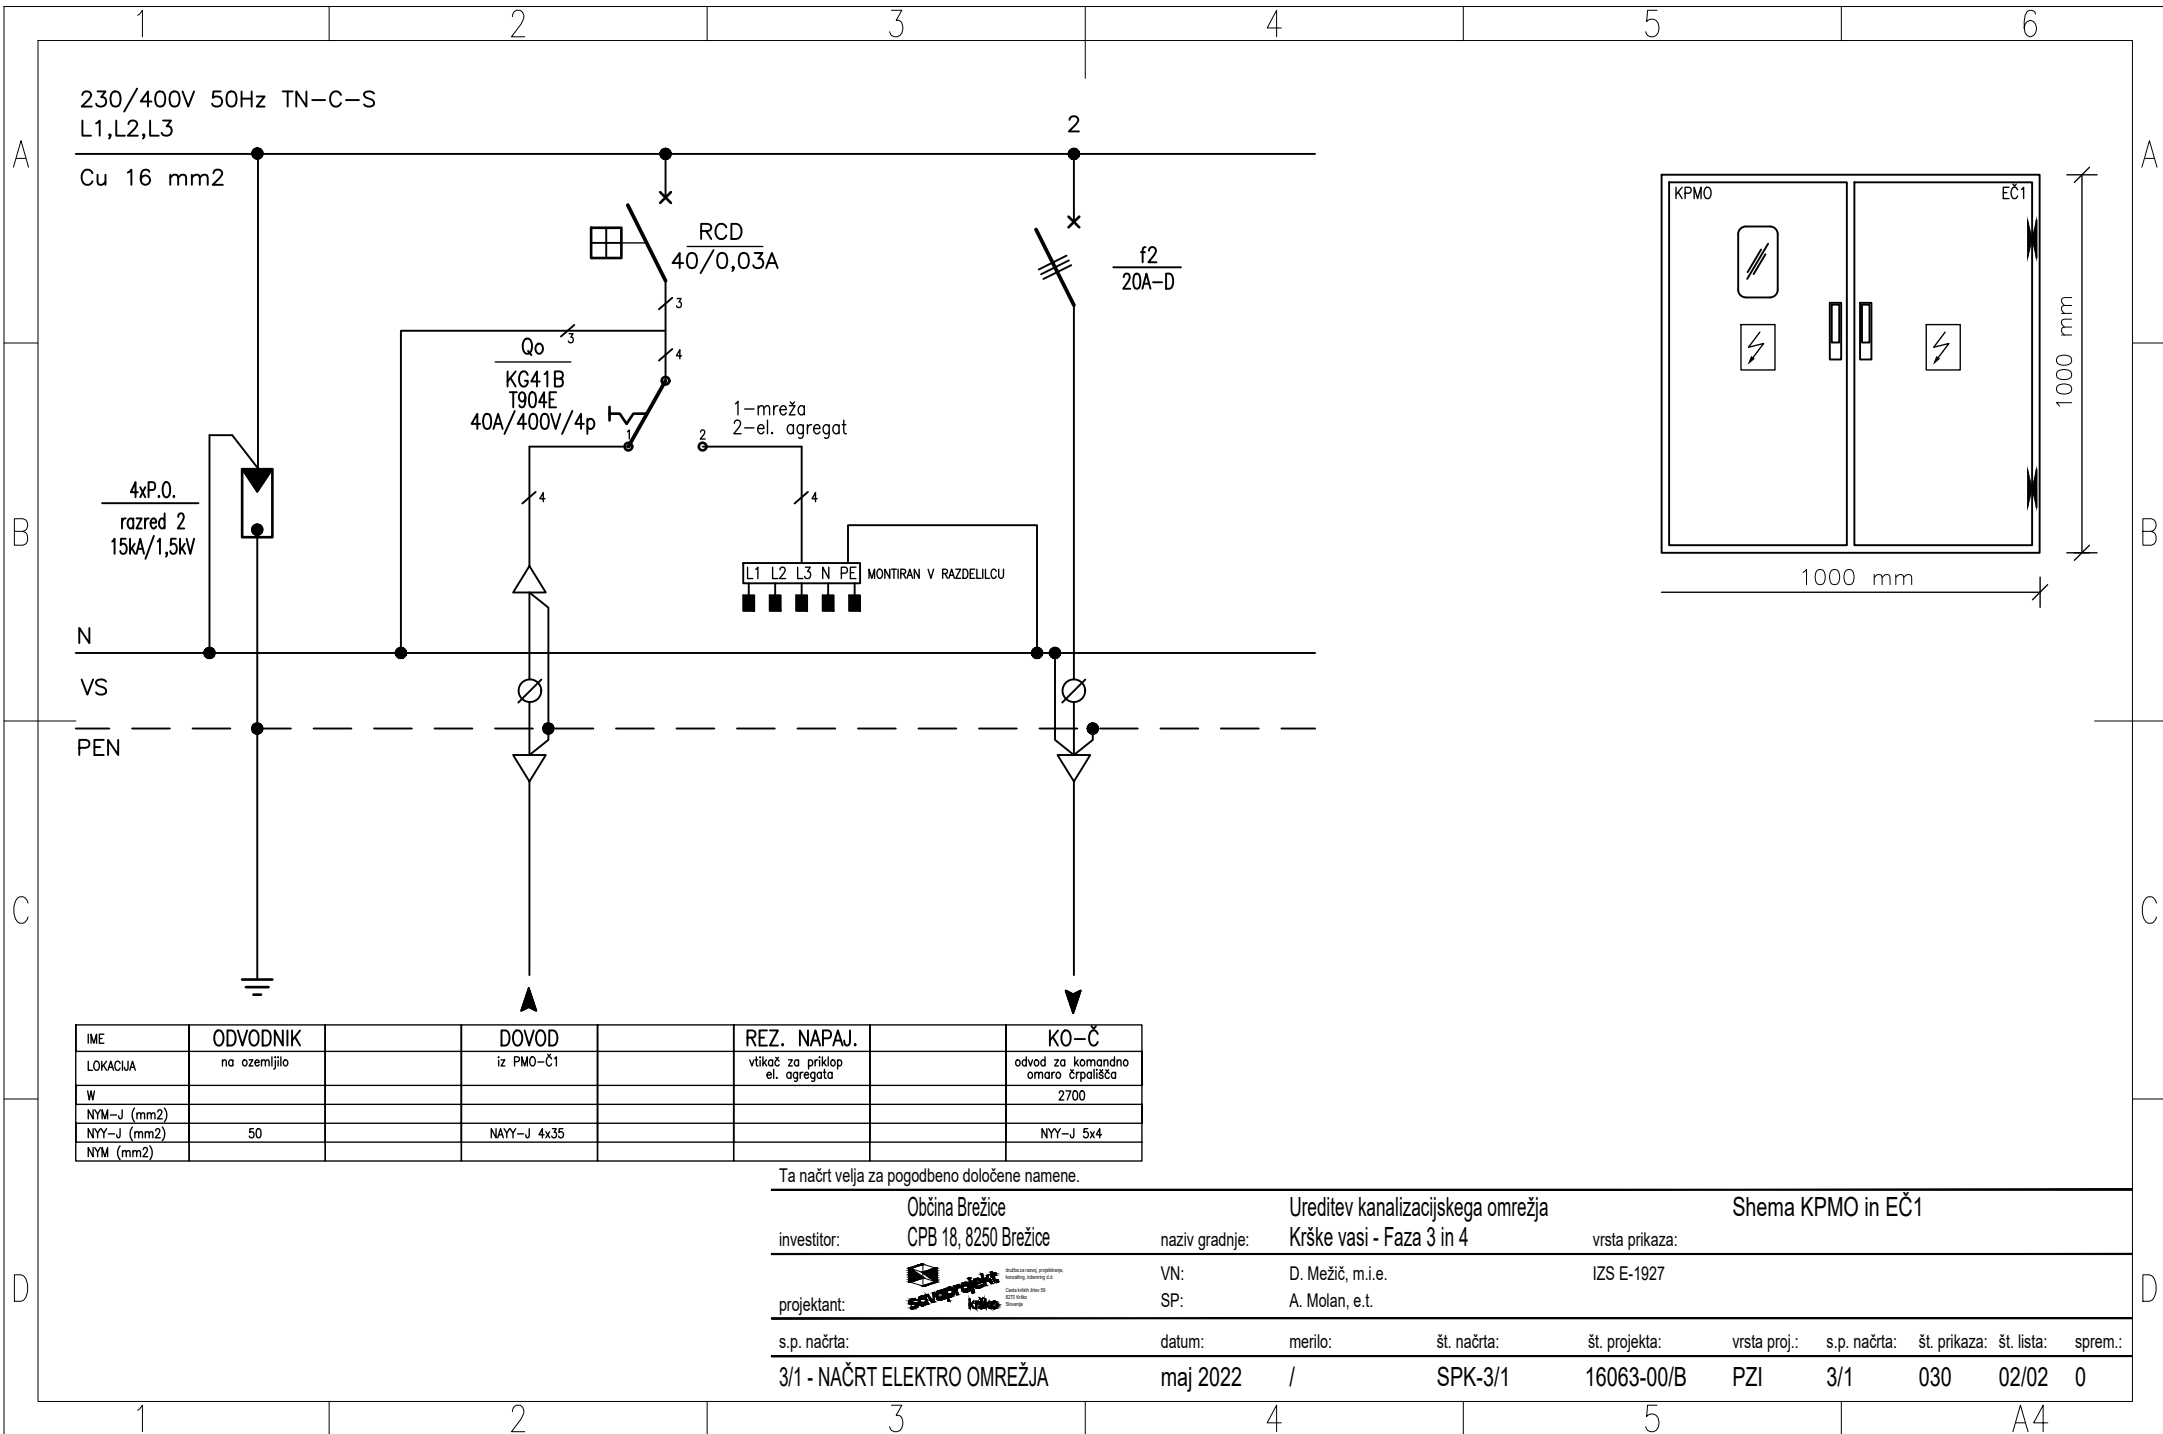 1 2 3 4 5 6
A A
B B
C C
D D
230/400V 50Hz TN-C-S
L1,L2,L3
Cu 16 mm2
2
RCD
40/0,03A
3
3
4
f2
20A-D
Qo
KG41B
T904E
40A/400V/4p
1
2
1-mreža
2-el. agregat
4
4
4xP.O.
razred 2
15kA/1,5kV
L1 L2 L3 N PE MONTIRAN V RAZDELILCU
N
VS
PEN
KPMO EČ1
1000 mm
1000 mm
IME ODVODNIK DOVOD REZ. NAPAJ. KO-Č
LOKACIJA na ozemljilo iz PMO-Č1 vtikač za priklop odvod za komandno
el. agregata omaro črpališča
W 2700
NYM-J (mm2)
NYY-J (mm2) 50 NAYY-J 4x35 NYY-J 5x4
NYM (mm2)
Ta načrt velja za pogodbeno določene namene.
Občina Brežice Ureditev kanalizacijskega omrežja Shema KPMO in EČ1
investitor: CPB 18, 8250 Brežice naziv gradnje: Krške vasi - Faza 3 in 4 vrsta prikaza:
savaprojekt
krško
projektant:
VN: D. Mežič, m.i.e. IZS E-1927
SP: A. Molan, e.t.
s.p. načrta: datum: merilo: št. načrta: št. projekta: vrsta proj.: s.p. načrta: št. prikaza: št. lista: sprem.:
3/1 - NAČRT ELEKTRO OMREŽJA maj 2022 / SPK-3/1 16063-00/B PZI 3/1 030 02/02 0
1 2 3 4 5 A4